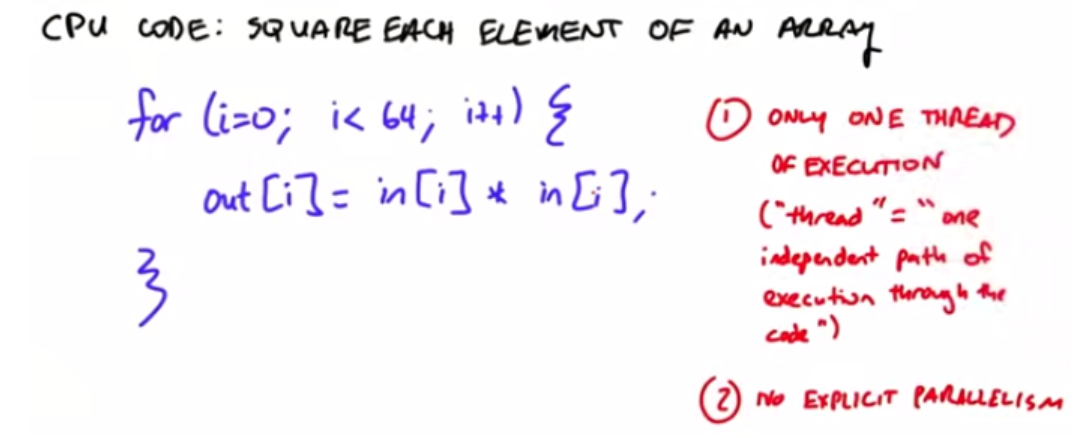 CPU CODE: SQUARE EACH ELEMENT OF AN ARRAY
for (i=0; i< 64; i++) {
out [i] = in [i] * in [i];
}
① ONLY ONE THREAD
OF EXECUTION
("thread" = "one
independent path of
execution through the
code")
② NO EXPLICIT PARALLELISM